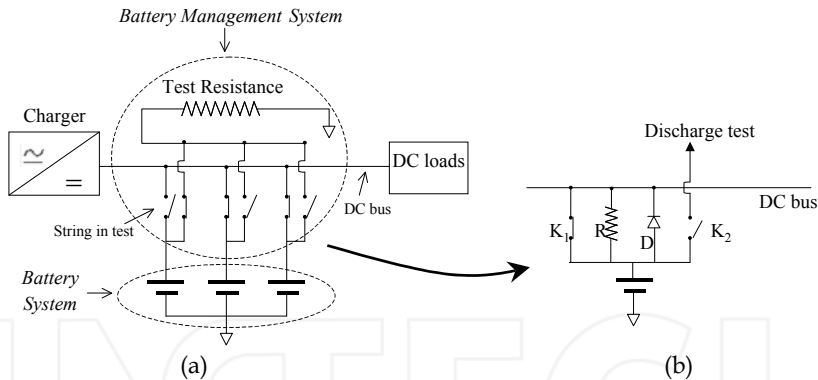 Battery Management System
Test Resistance
Charger
~
=
DC loads
DC bus
String in test
Battery
System
(a)
Discharge test
DC bus
K1
R
D
K2
(b)
INTECH